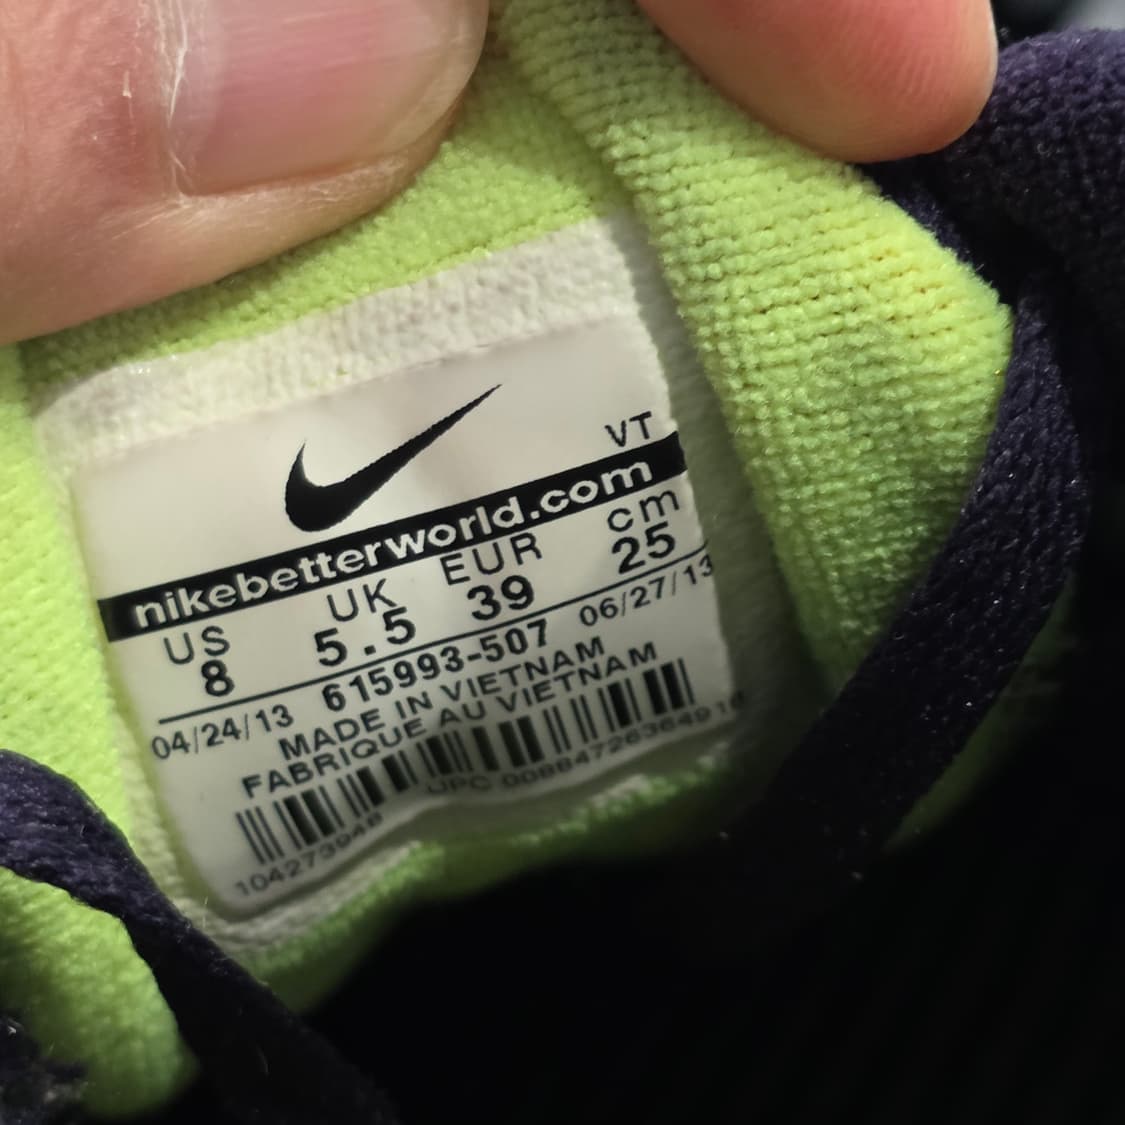 VT
nikebetterworld.com
US UK EUR cm
8 5.5 39 25
04/24/13 615993-507 06/27/13
MADE IN VIETNAM
FABRIQUE AU VIETNAM
UPC